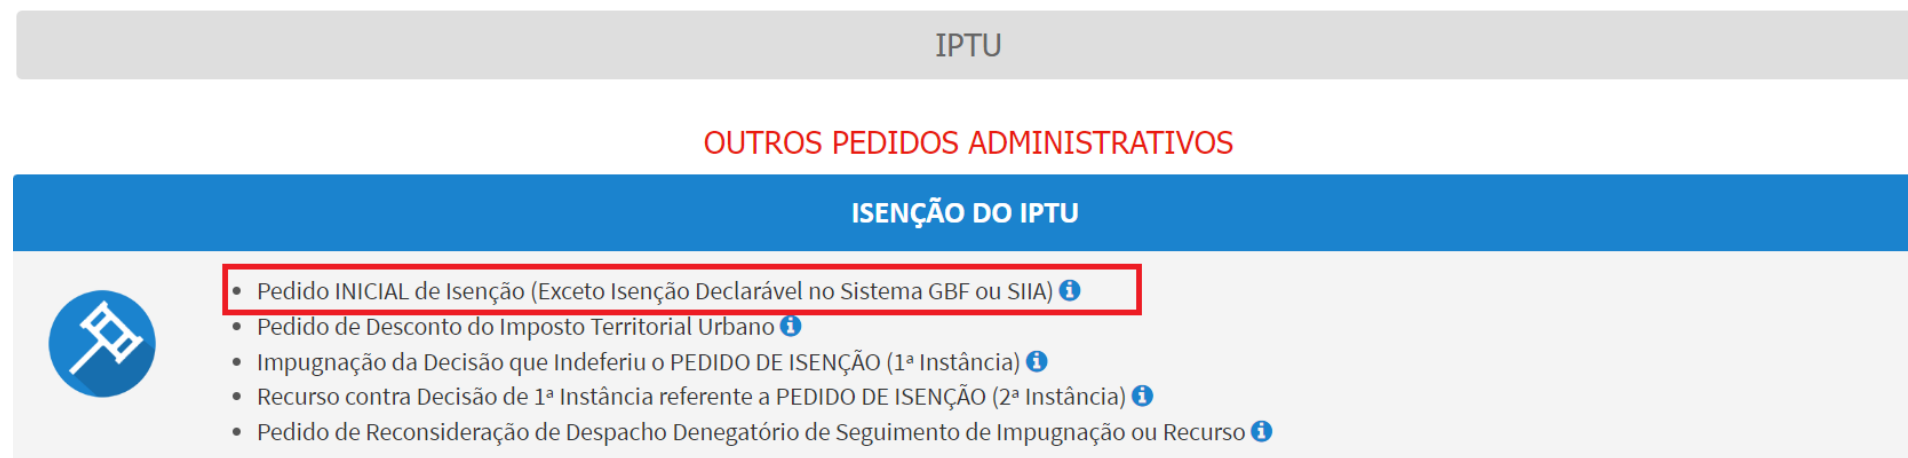 IPTU
OUTROS PEDIDOS ADMINISTRATIVOS
ISENÇÃO DO IPTU
• Pedido INICIAL de Isenção (Exceto Isenção Declarável no Sistema GBF ou SIIA)
• Pedido de Desconto do Imposto Territorial Urbano
• Impugnação da Decisão que Indeferiu o PEDIDO DE ISENÇÃO (1ª Instância)
• Recurso contra Decisão de 1ª Instância referente a PEDIDO DE ISENÇÃO (2ª Instância)
• Pedido de Reconsideração de Despacho Denegatório de Seguimento de Impugnação ou Recurso